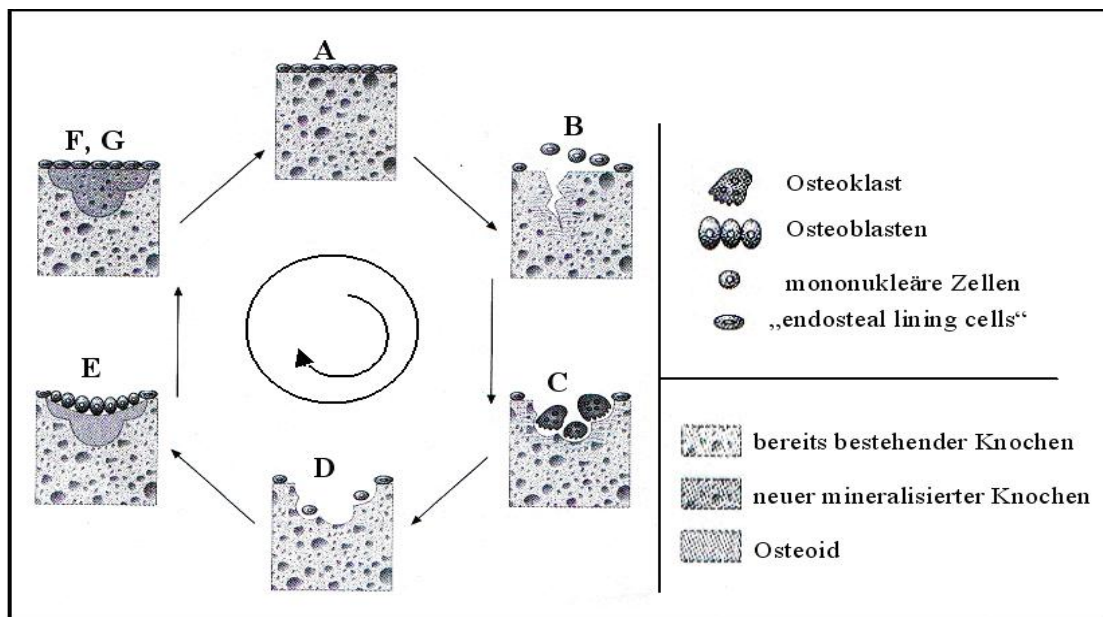 A
B
C
D
E
F, G
Osteoklast
Osteoblasten
mononukleäre Zellen
„endosteal lining cells“
bereits bestehender Knochen
neuer mineralisierter Knochen
Osteoid